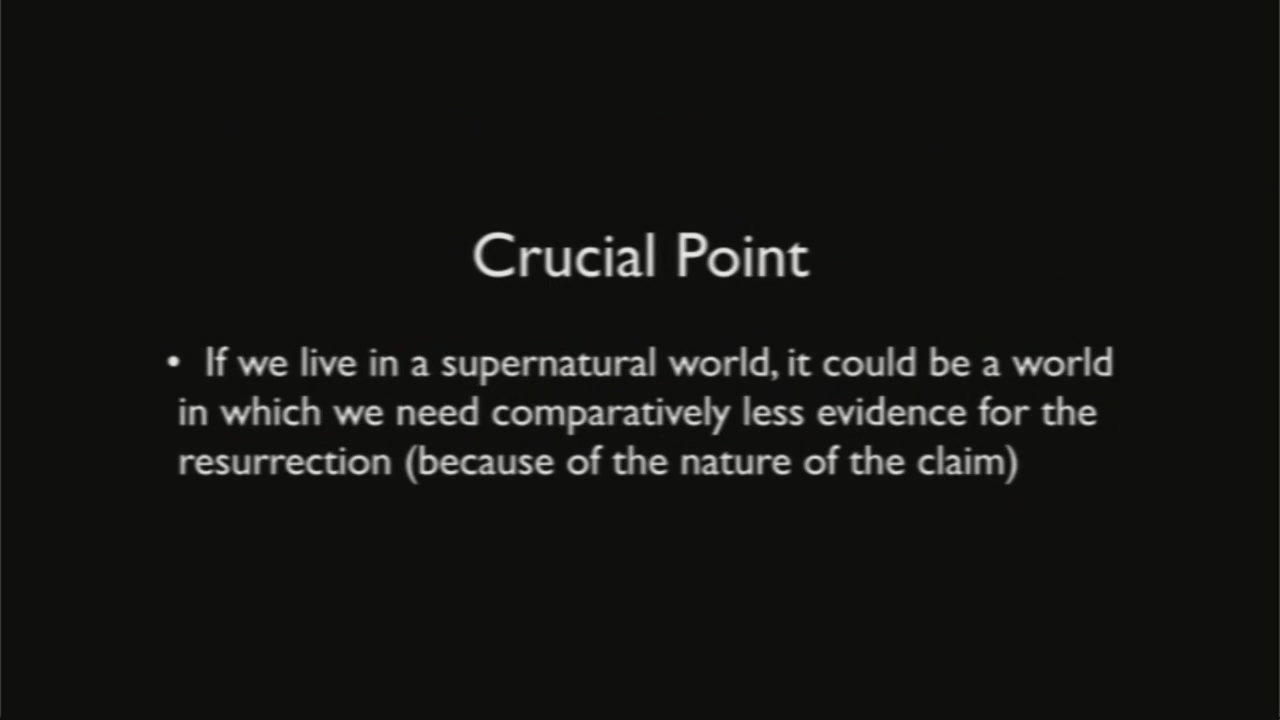 Crucial Point
• If we live in a supernatural world, it could be a world
in which we need comparatively less evidence for the
resurrection (because of the nature of the claim)